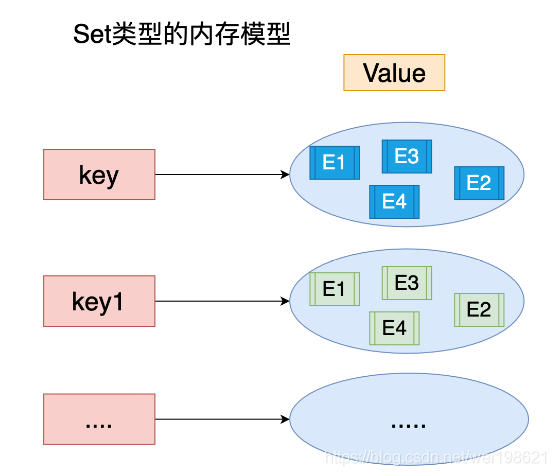 Set类型的内存模型
Value
key
E1
E3
E2
E4
key1
E1
E3
E2
E4
....
.....
https://blog.csdn.net/wei198621